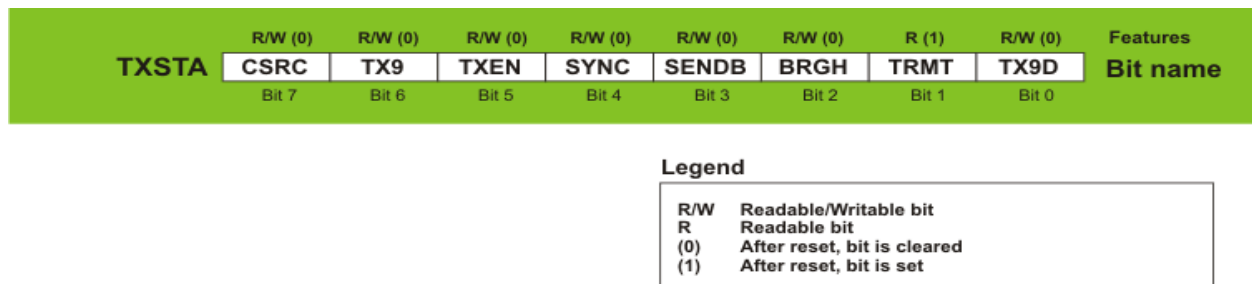 R/W (0) R/W (0) R/W (0) R/W (0) R/W (0) R/W (0) R (1) R/W (0) Features
TXSTA CSRC TX9 TXEN SYNC SENDB BRGH TRMT TX9D Bit name
Bit 7 Bit 6 Bit 5 Bit 4 Bit 3 Bit 2 Bit 1 Bit 0
Legend
R/W Readable/Writable bit
R Readable bit
(0) After reset, bit is cleared
(1) After reset, bit is set